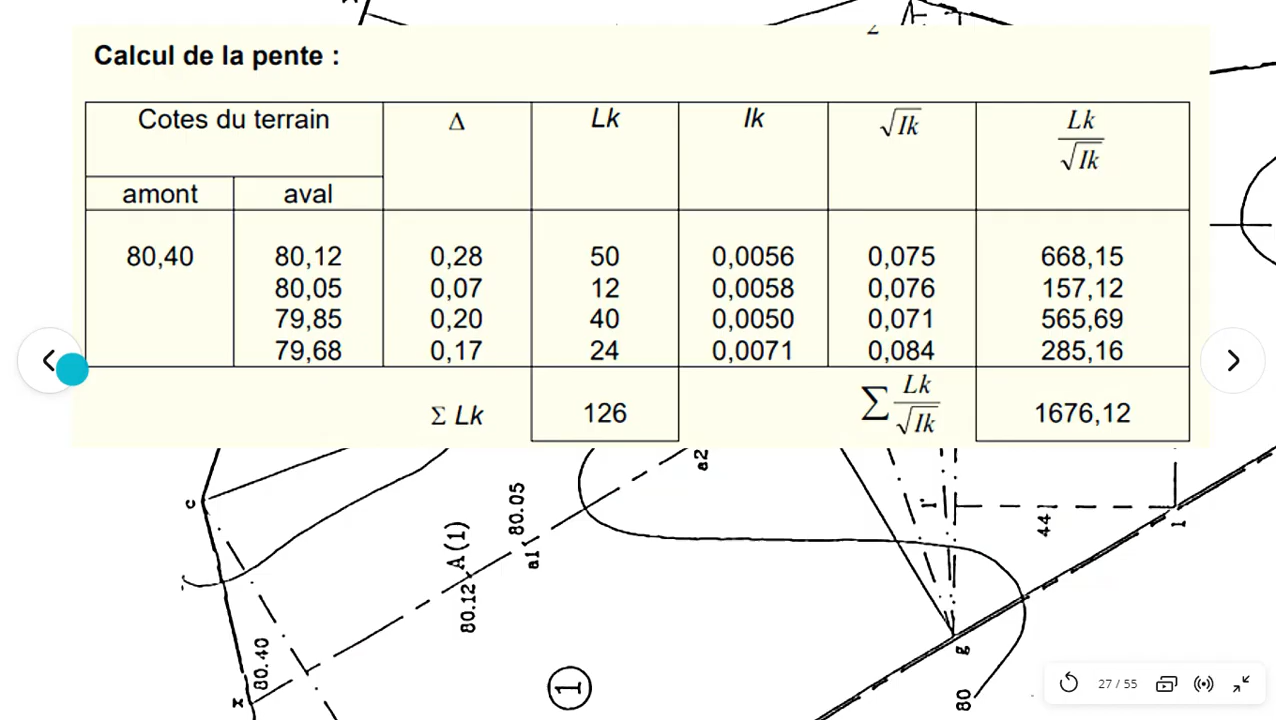 Calcul de la pente :
Cotes du terrain Δ Lk Ik √Ik Lk/√Ik
amont aval
80,40 80,12 0,28 50 0,0056 0,075 668,15
80,05 0,07 12 0,0058 0,076 157,12
79,85 0,20 40 0,0050 0,071 565,69
79,68 0,17 24 0,0071 0,084 285,16
Σ Lk 126 Σ Lk/√Ik 1676,12
c
80.40
x
80.12
A(1)
80.05
a1
a2
1
1'
44
1
g
80
27 / 55